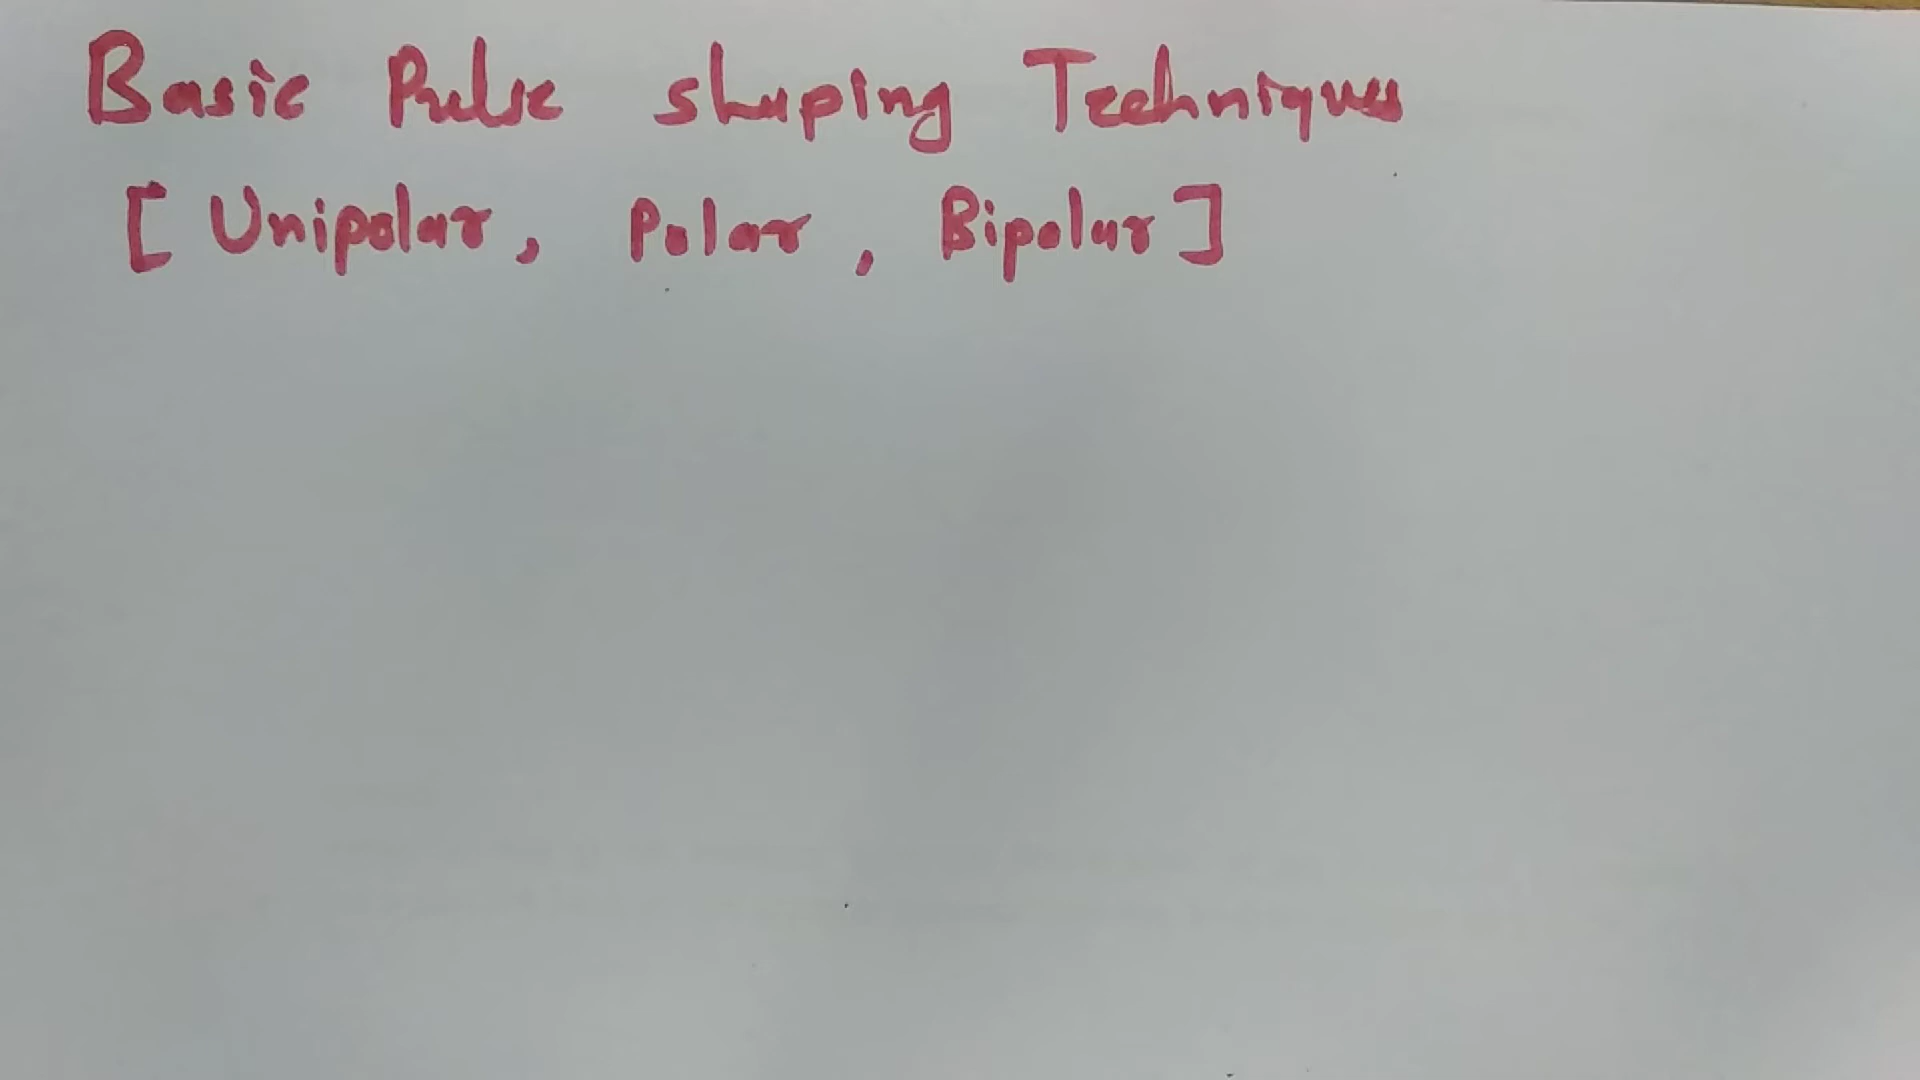 Basic Pulse shaping Techniques
[ Unipolar, Polar, Bipolar ]